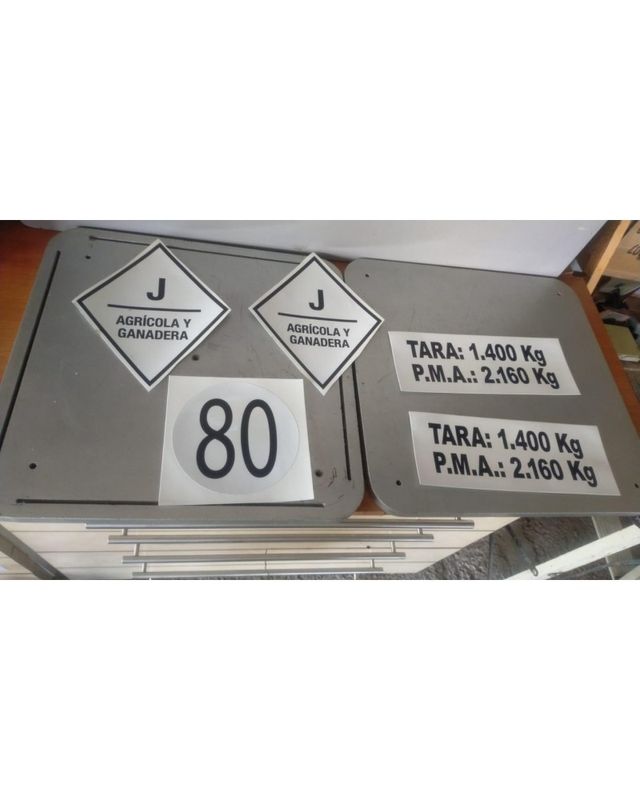 J
AGRÍCOLA Y
GANADERA
J
AGRÍCOLA Y
GANADERA
80
TARA: 1.400 Kg
P.M.A.: 2.160 Kg
TARA: 1.400 Kg
P.M.A.: 2.160 Kg